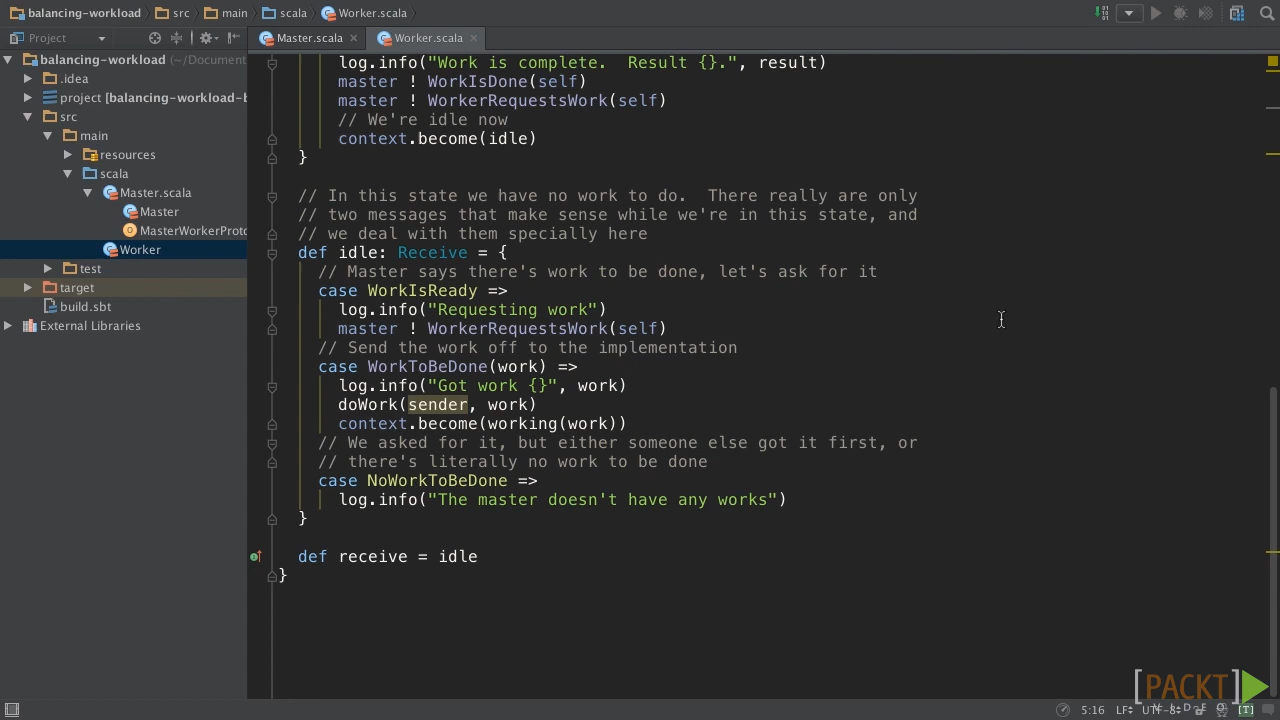 balancing-workload src main scala Worker.scala
Project Master.scala Worker.scala
balancing-workload (~/Document
.idea
project [balancing-workload-b
src
main
resources
scala
Master.scala
Master
MasterWorkerProto
Worker
test
target
build.sbt
External Libraries
log.info("Work is complete.  Result {}.", result)
master ! WorkIsDone(self)
master ! WorkerRequestsWork(self)
// We're idle now
context.become(idle)
}
// In this state we have no work to do.  There really are only
// two messages that make sense while we're in this state, and
// we deal with them specially here
def idle: Receive = {
// Master says there's work to be done, let's ask for it
case WorkIsReady =>
log.info("Requesting work")
master ! WorkerRequestsWork(self)
// Send the work off to the implementation
case WorkToBeDone(work) =>
log.info("Got work {}", work)
doWork(sender, work)
context.become(working(work))
// We asked for it, but either someone else got it first, or
// there's literally no work to be done
case NoWorkToBeDone =>
log.info("The master doesn't have any works")
}
def receive = idle
}
[PACKT]
VIDEO
5:16 LF UTF-8